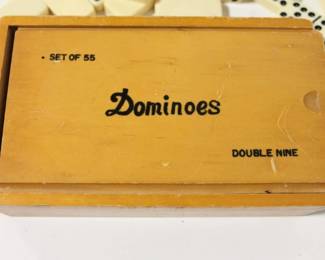 · SET OF 55
Dominoes
DOUBLE NINE